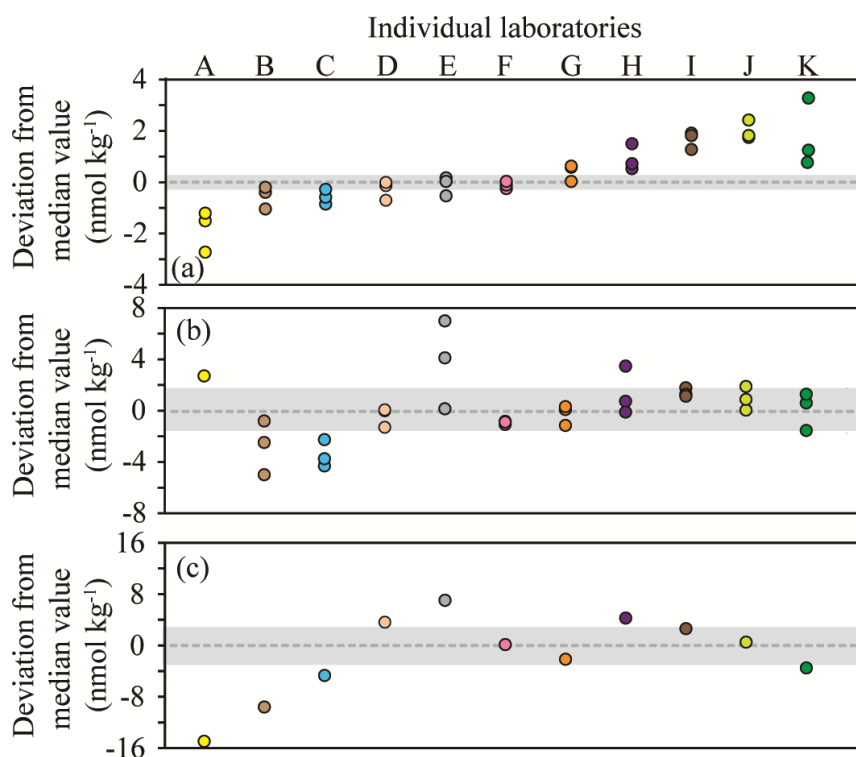 Individual laboratories
A B C D E F G H I J K
Deviation from
median value
(nmol kg⁻¹)
4
2
0
-2
-4
(a)
Deviation from
median value
(nmol kg⁻¹)
8
4
0
-4
-8
(b)
Deviation from
median value
(nmol kg⁻¹)
16
8
0
-8
-16
(c)